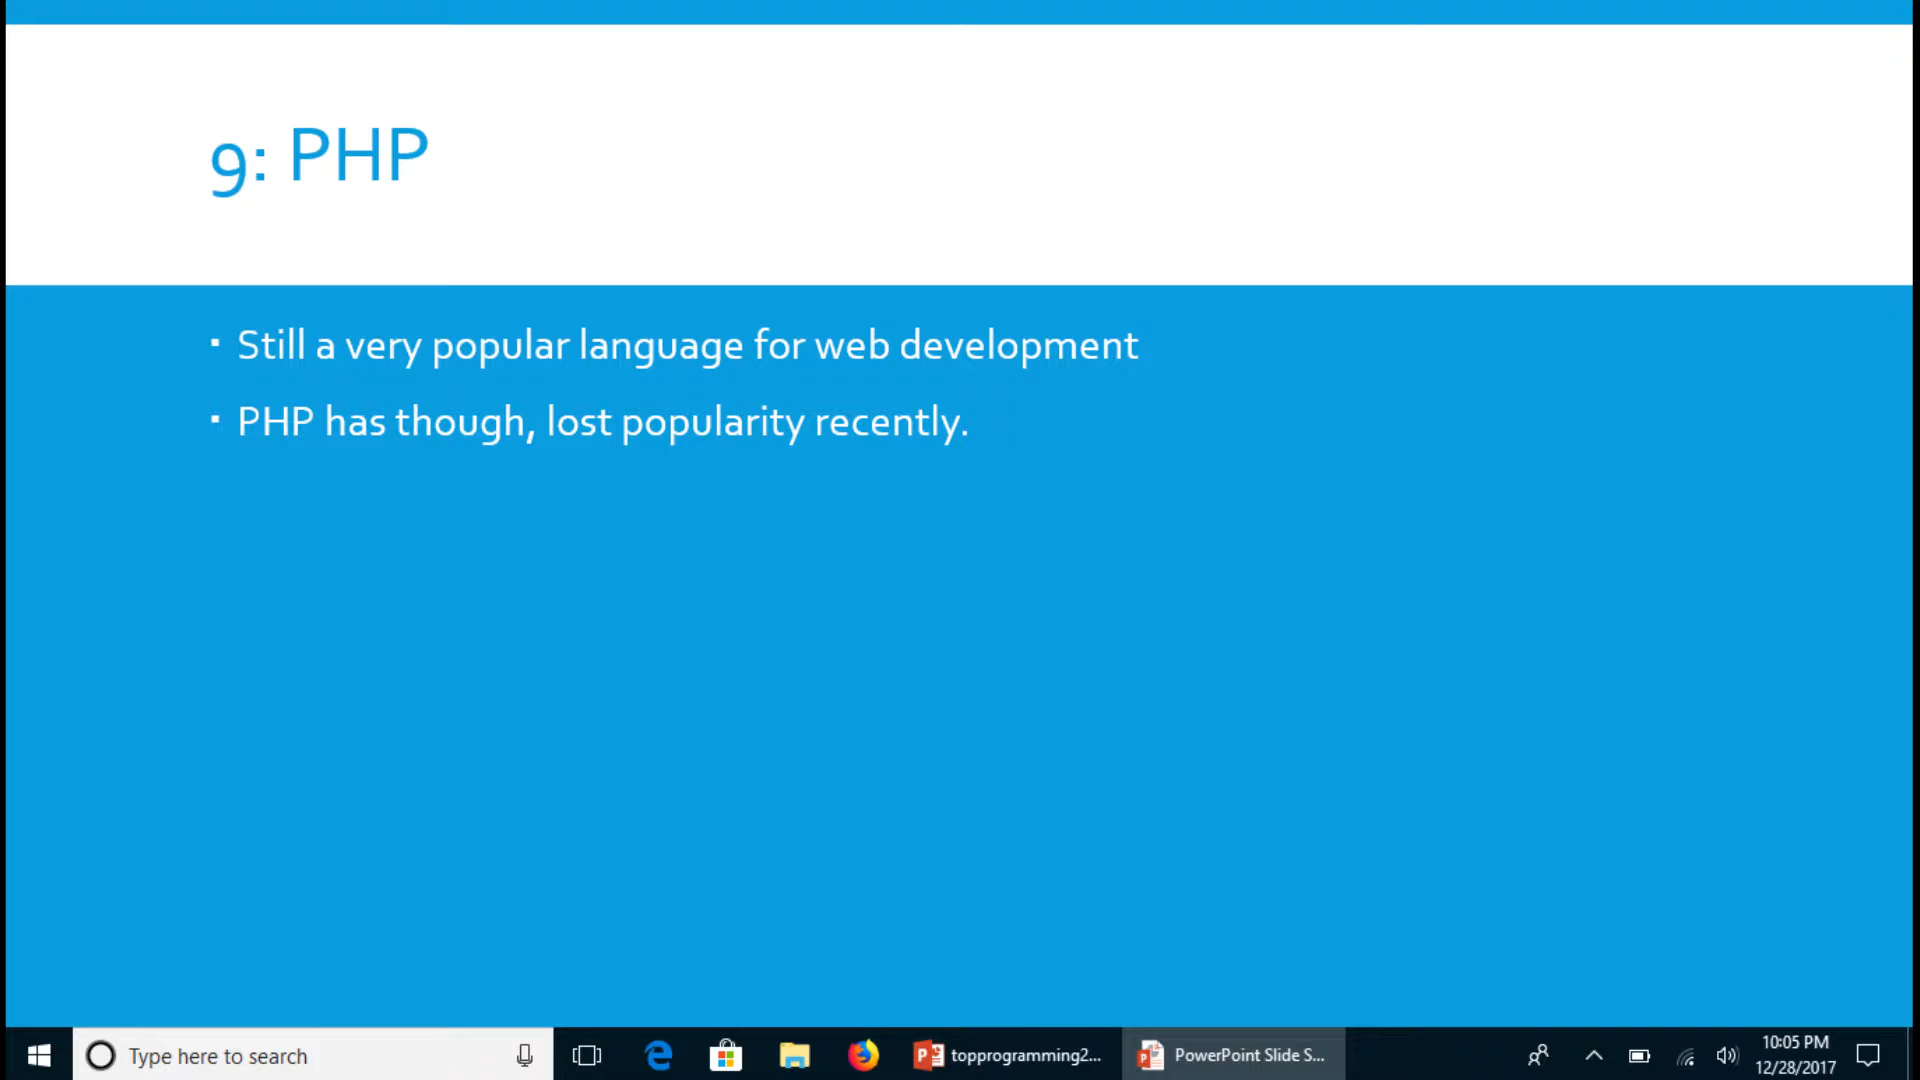 9: PHP
Still a very popular language for web development
PHP has though, lost popularity recently.
Type here to search
topprogramming2...
PowerPoint Slide S...
10:05 PM
12/28/2017